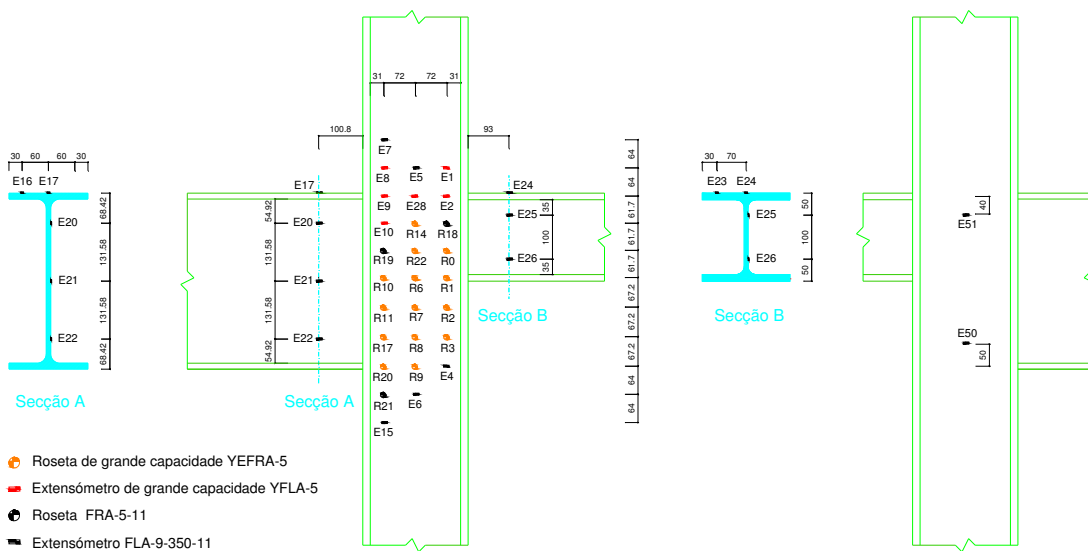 31 72 72 31
100.8
93
E7
64
30 60 60 30
E16 E17
E17
E8 E5 E1
E24
64
30 70
E23 E24
68.42
54.92
E20
E20
E9 E28 E2
35
E25
61.7
E25
50
40
E51
E10 R14 R18
131.58
131.58
100
61.7
100
R19 R22 R0
E26
35
61.7
E26
50
E21
E21
R10 R6 R1
67.2
R11 R7 R2
Secção B
Secção B
131.58
131.58
67.2
E22
E22
R17 R8 R3
67.2
E50
50
68.42
54.92
R20 R9 E4
64
Secção A
Secção A
R21 E6
64
E15
Roseta de grande capacidade YEFRA-5
Extensómetro de grande capacidade YFLA-5
Roseta FRA-5-11
Extensómetro FLA-9-350-11